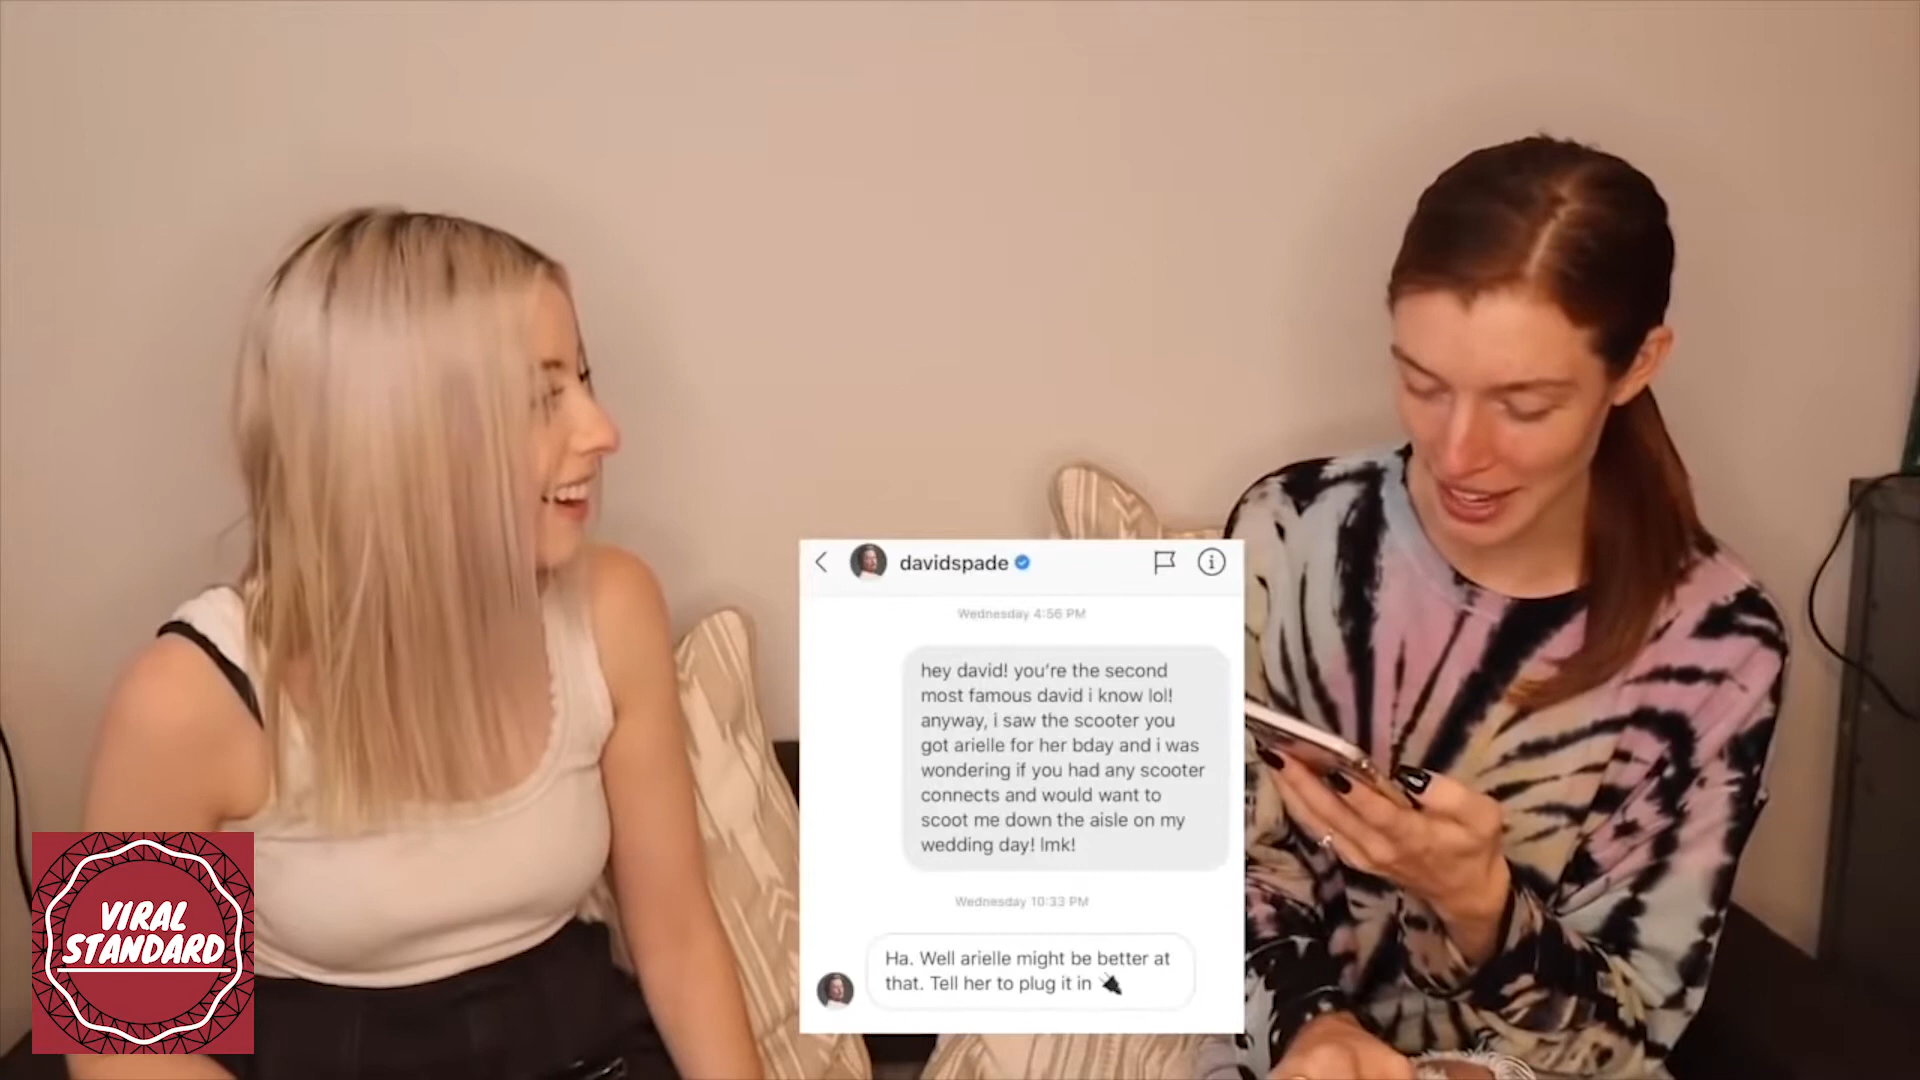 davidspade
Wednesday 4:56 PM
hey david! you're the second
most famous david i know lol!
anyway, i saw the scooter you
got arielle for her bday and i was
wondering if you had any scooter
connects and would want to
scoot me down the aisle on my
wedding day! lmk!
Wednesday 10:33 PM
Ha. Well arielle might be better at
that. Tell her to plug it in 🔌
VIRAL
STANDARD